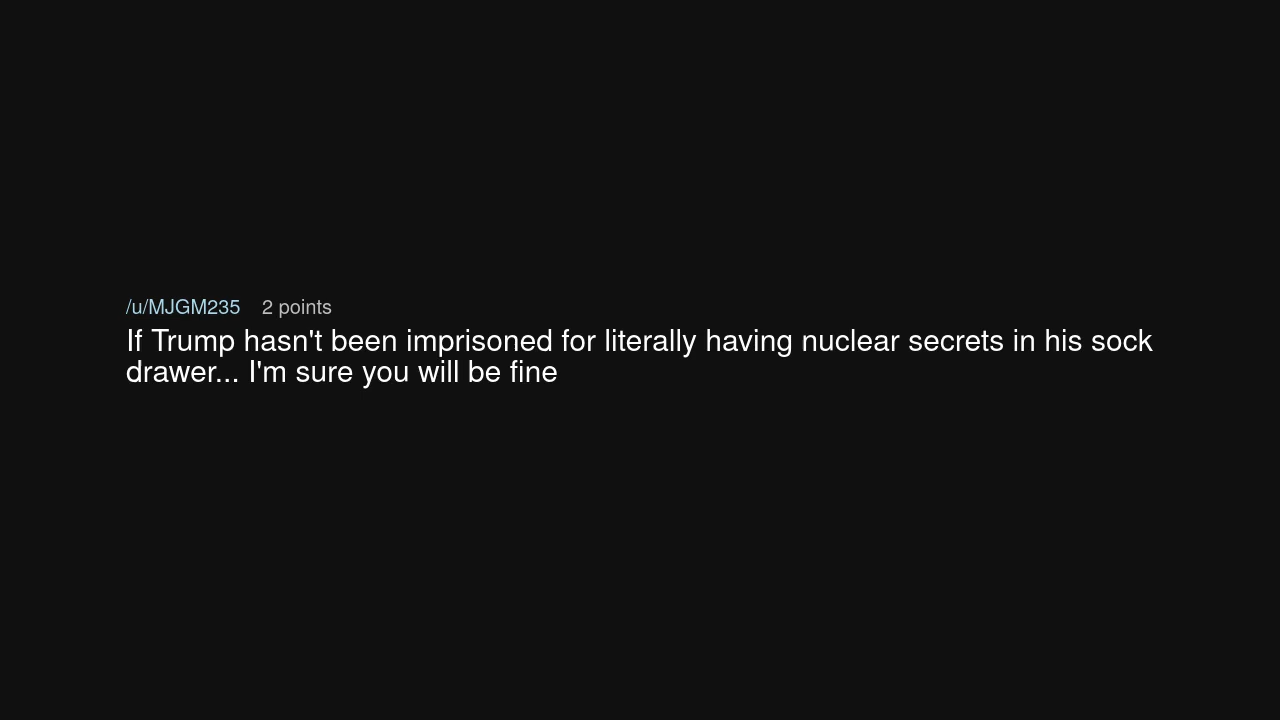 /u/MJGM235 2 points
If Trump hasn't been imprisoned for literally having nuclear secrets in his sock
drawer... I'm sure you will be fine